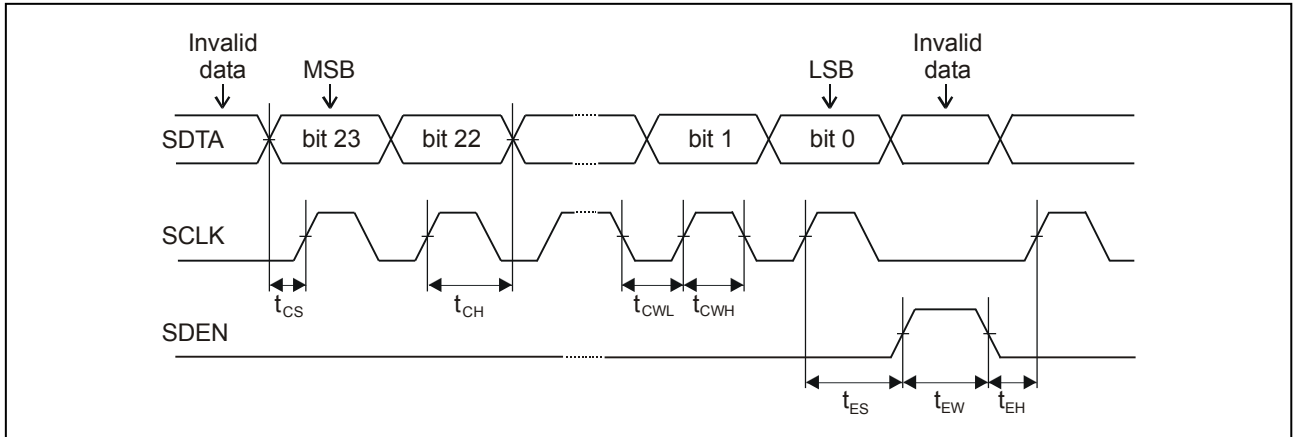 Invalid
data
MSB
LSB
Invalid
data
SDTA
bit 23
bit 22
bit 1
bit 0
SCLK
tCS
tCH
tCWL
tCWH
SDEN
tES
tEW
tEH